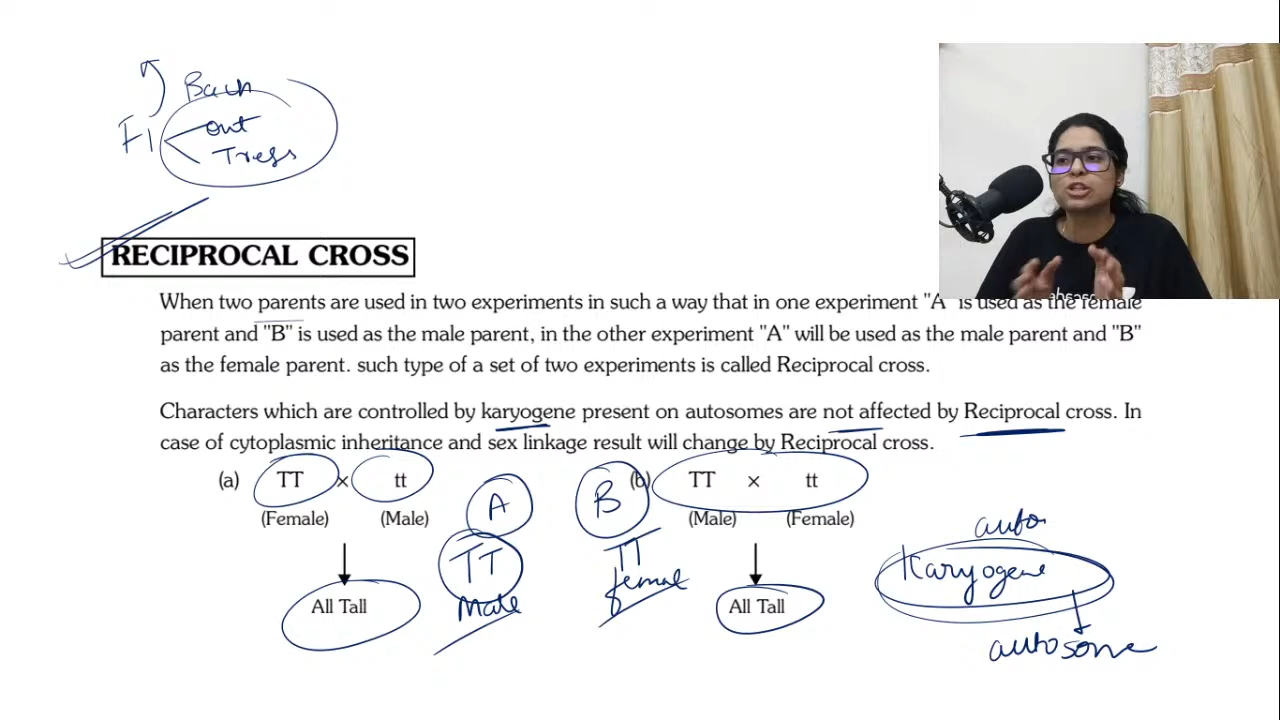 Bach
F1 out
Tress
RECIPROCAL CROSS
When two parents are used in two experiments in such a way that in one experiment "A" is used as the female
parent and "B" is used as the male parent, in the other experiment "A" will be used as the male parent and "B"
as the female parent. such type of a set of two experiments is called Reciprocal cross.
Characters which are controlled by karyogene present on autosomes are not affected by Reciprocal cross. In
case of cytoplasmic inheritance and sex linkage result will change by Reciprocal cross.
(a) TT × tt
(Female) (Male)
All Tall
A B
TT TT
Male female
(b) TT × tt
(Male) (Female)
All Tall
auto
Karyogene
autosome